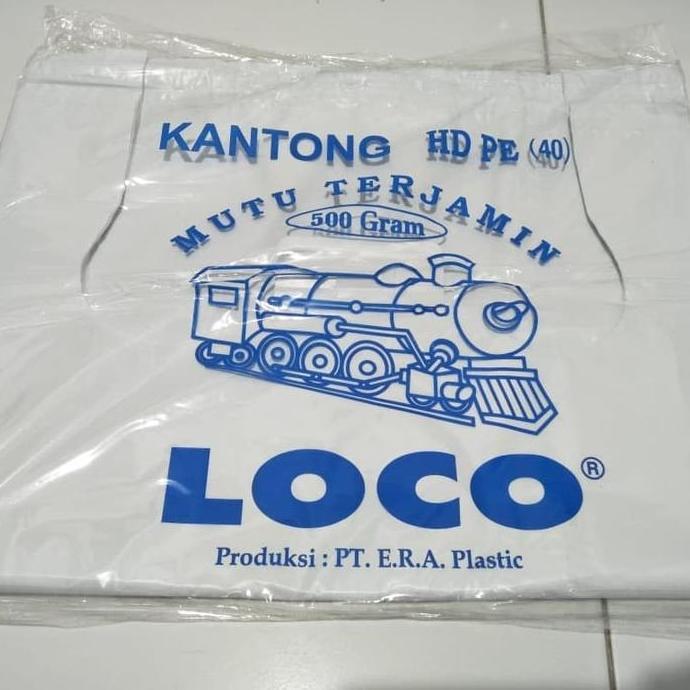 KANTONG HD PE (40)
MUTU TERJAMIN
500 Gram
LOCO ®
Produksi : PT. E.R.A. Plastic